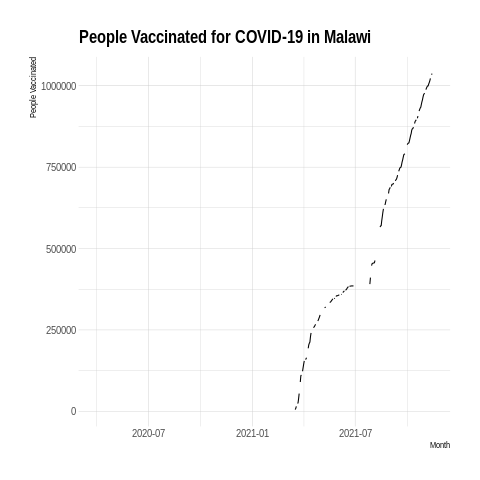 People Vaccinated for COVID-19 in Malawi
People Vaccinated
1000000
750000
500000
250000
0
2020-07 2021-01 2021-07
Month